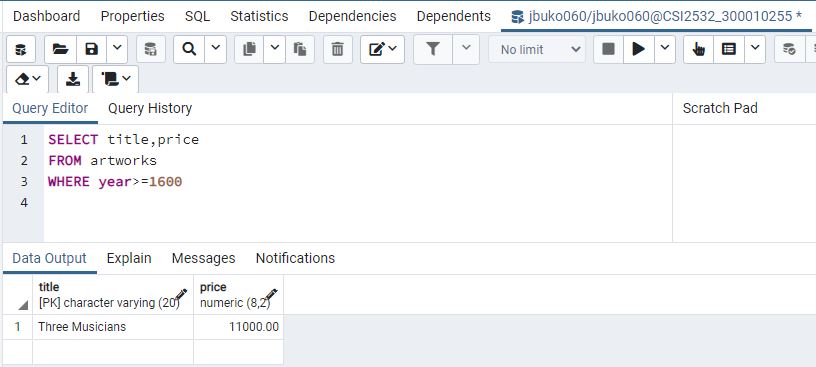 Dashboard Properties SQL Statistics Dependencies Dependents jbuko060/jbuko060@CSI2532_300010255 *
No limit
Query Editor Query History Scratch Pad
1 SELECT title,price
2 FROM artworks
3 WHERE year>=1600
4
Data Output Explain Messages Notifications
title price
[PK] character varying (20) numeric (8,2)
1 Three Musicians 11000.00